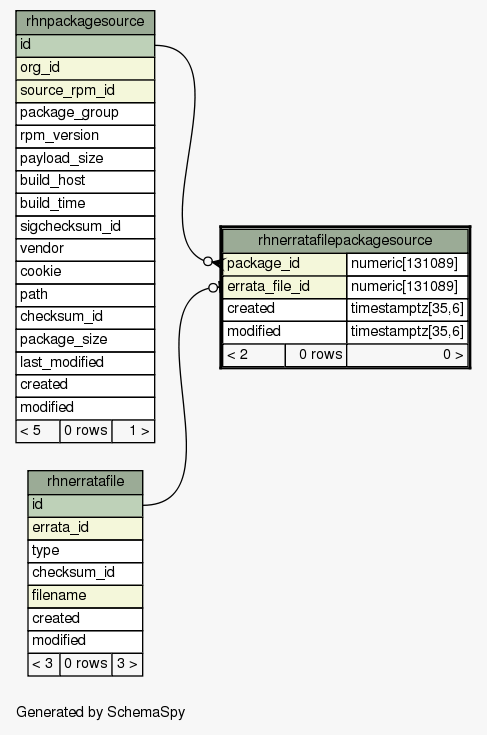 rhnpackagesource
id
org_id
source_rpm_id
package_group
rpm_version
payload_size
build_host
build_time
sigchecksum_id
vendor
cookie
path
checksum_id
package_size
last_modified
created
modified
< 5 0 rows 1 >
rhnerratafilepackagesource
package_id numeric[131089]
errata_file_id numeric[131089]
created timestamptz[35,6]
modified timestamptz[35,6]
< 2 0 rows 0 >
rhnerratafile
id
errata_id
type
checksum_id
filename
created
modified
< 3 0 rows 3 >
Generated by SchemaSpy